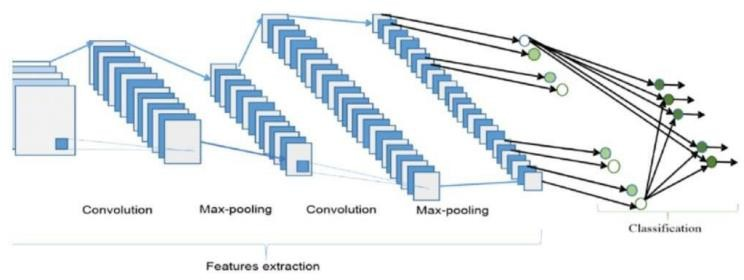 Convolution
Max-pooling
Convolution
Max-pooling
Classification
Features extraction